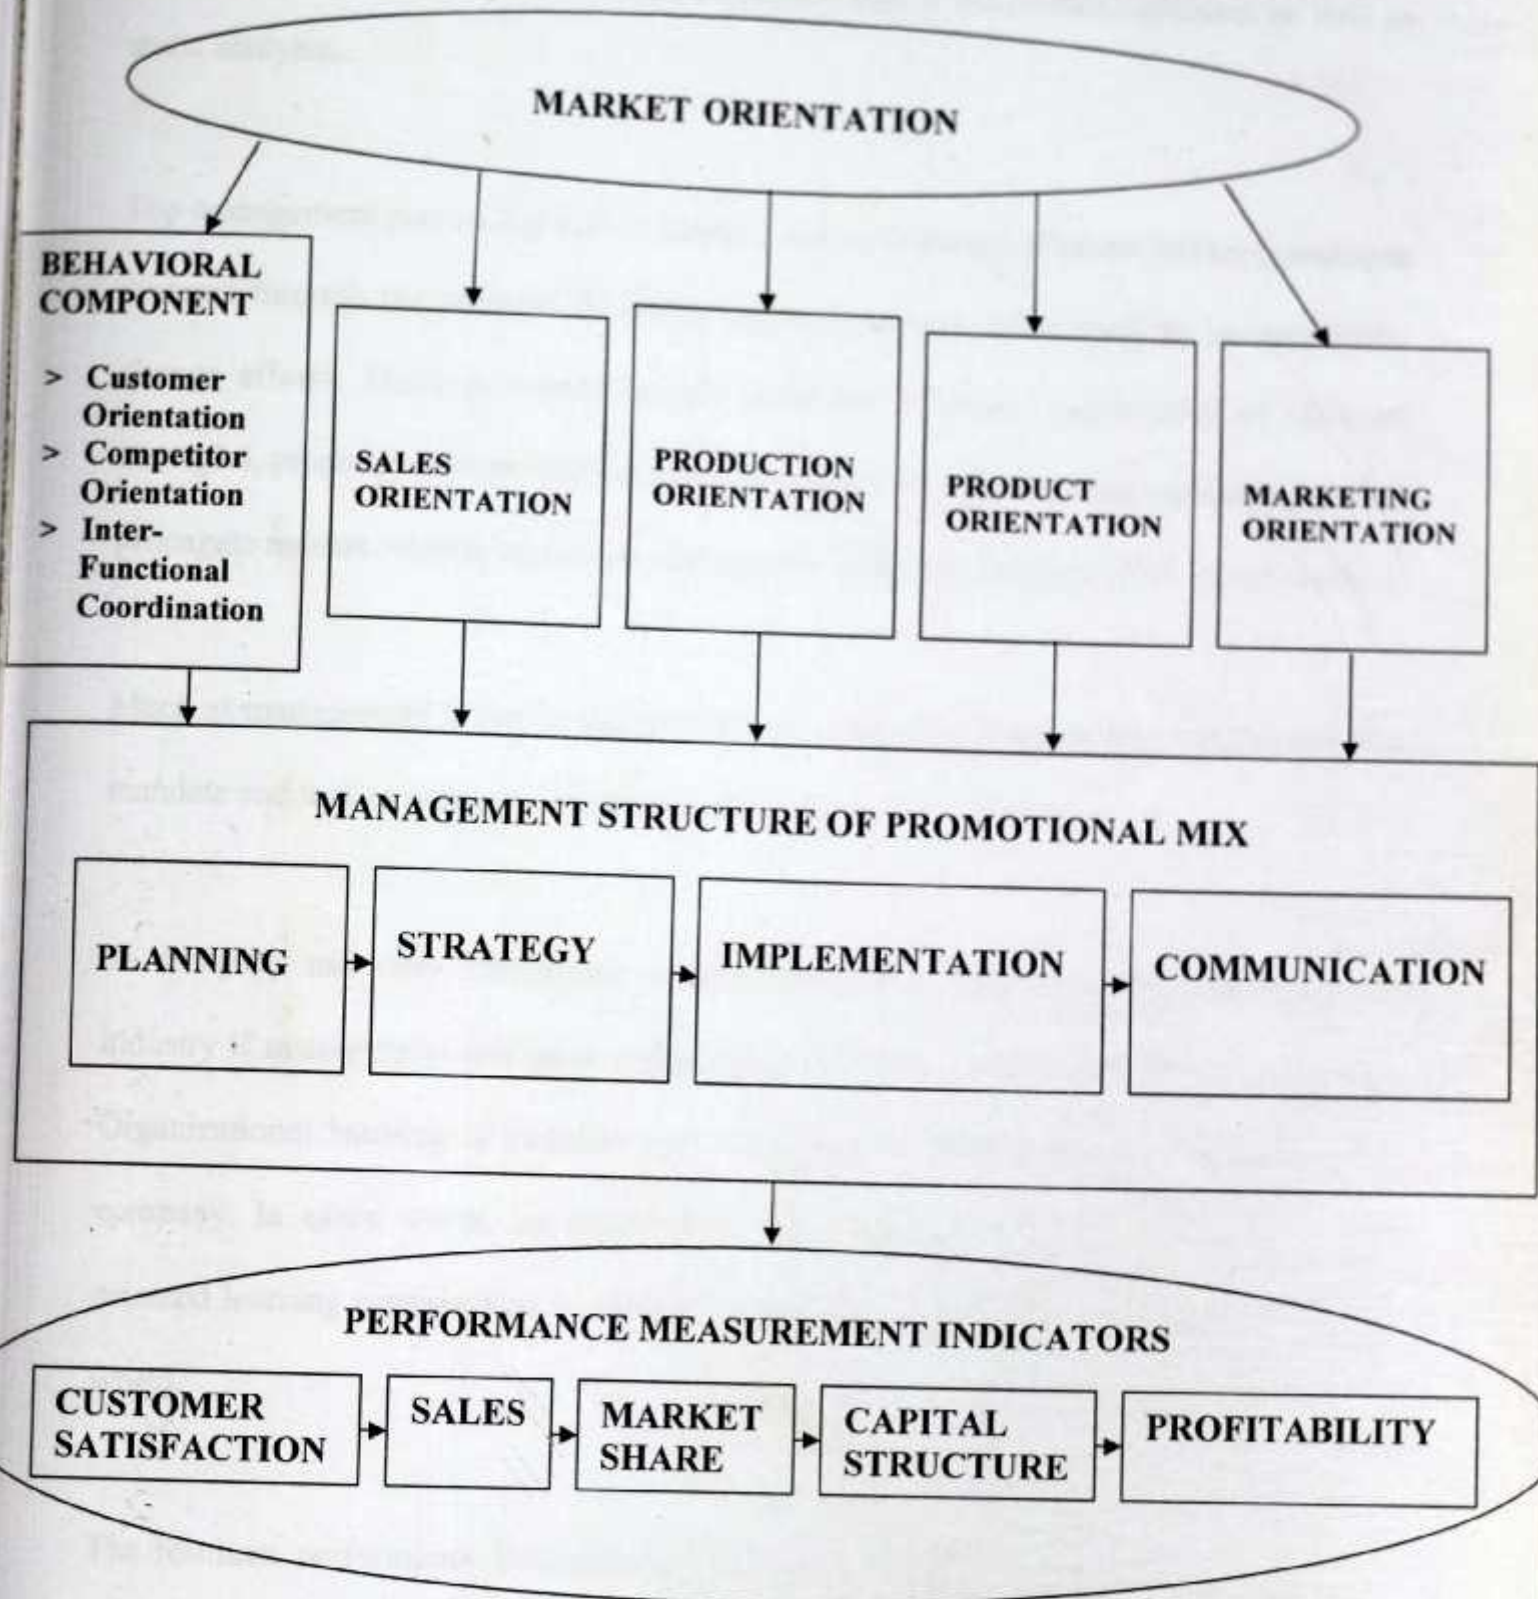 MARKET ORIENTATION
BEHAVIORAL
COMPONENT
> Customer
Orientation
> Competitor
Orientation
> Inter-
Functional
Coordination
SALES
ORIENTATION
PRODUCTION
ORIENTATION
PRODUCT
ORIENTATION
MARKETING
ORIENTATION
MANAGEMENT STRUCTURE OF PROMOTIONAL MIX
PLANNING
STRATEGY
IMPLEMENTATION
COMMUNICATION
PERFORMANCE MEASUREMENT INDICATORS
CUSTOMER
SATISFACTION
SALES
MARKET
SHARE
CAPITAL
STRUCTURE
PROFITABILITY